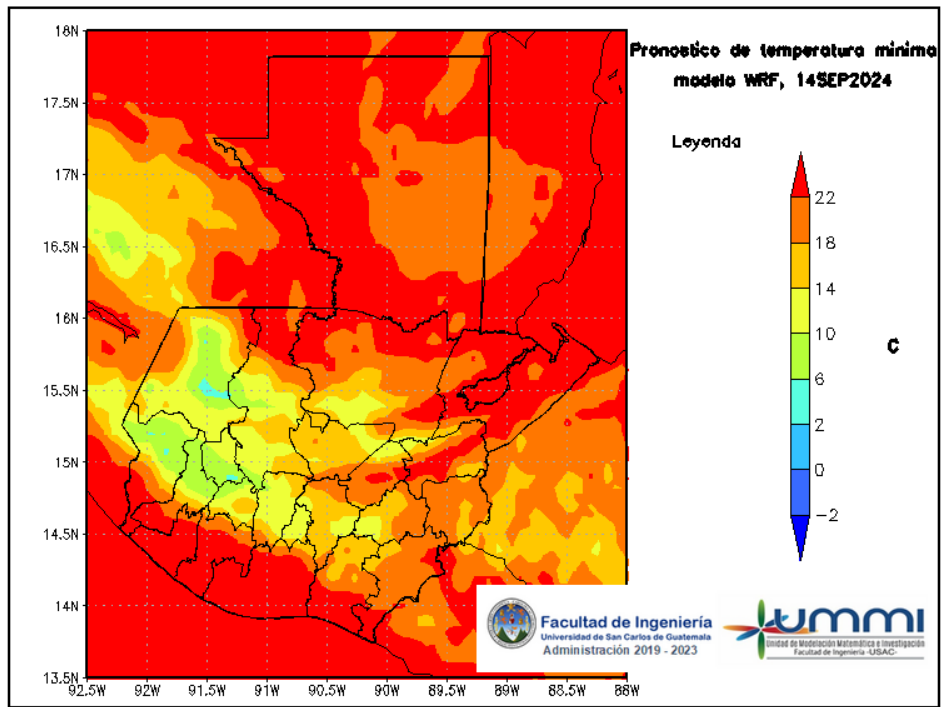 Pronostico de temperatura minima
modelo WRF, 14SEP2024
Leyenda
22
18
14
10
6
2
0
−2
C
18N
17.5N
17N
16.5N
16N
15.5N
15N
14.5N
14N
13.5N
92.5W
92W
91.5W
91W
90.5W
90W
89.5W
89W
88.5W
88W
Facultad de Ingeniería
Universidad de San Carlos de Guatemala
Administración 2019 - 2023
UMMI
Unidad de Modelación Matemática e Investigación
Facultad de Ingeniería -USAC-